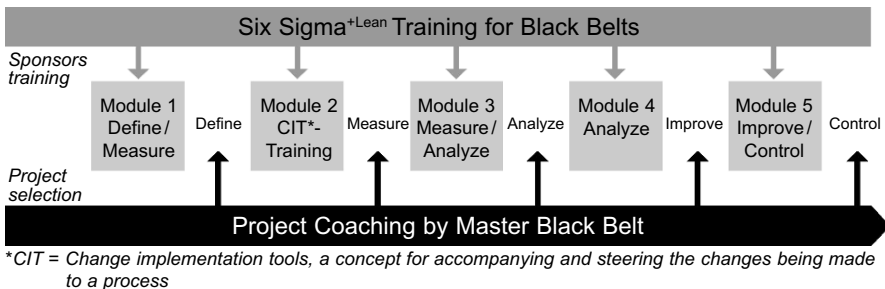 Six Sigma+Lean Training for Black Belts
Sponsors
training
Module 1
Define/
Measure
Define
Module 2
CIT*-
Training
Measure
Module 3
Measure/
Analyze
Analyze
Module 4
Analyze
Improve
Module 5
Improve/
Control
Control
Project
selection
Project Coaching by Master Black Belt
*CIT = Change implementation tools, a concept for accompanying and steering the changes being made
to a process